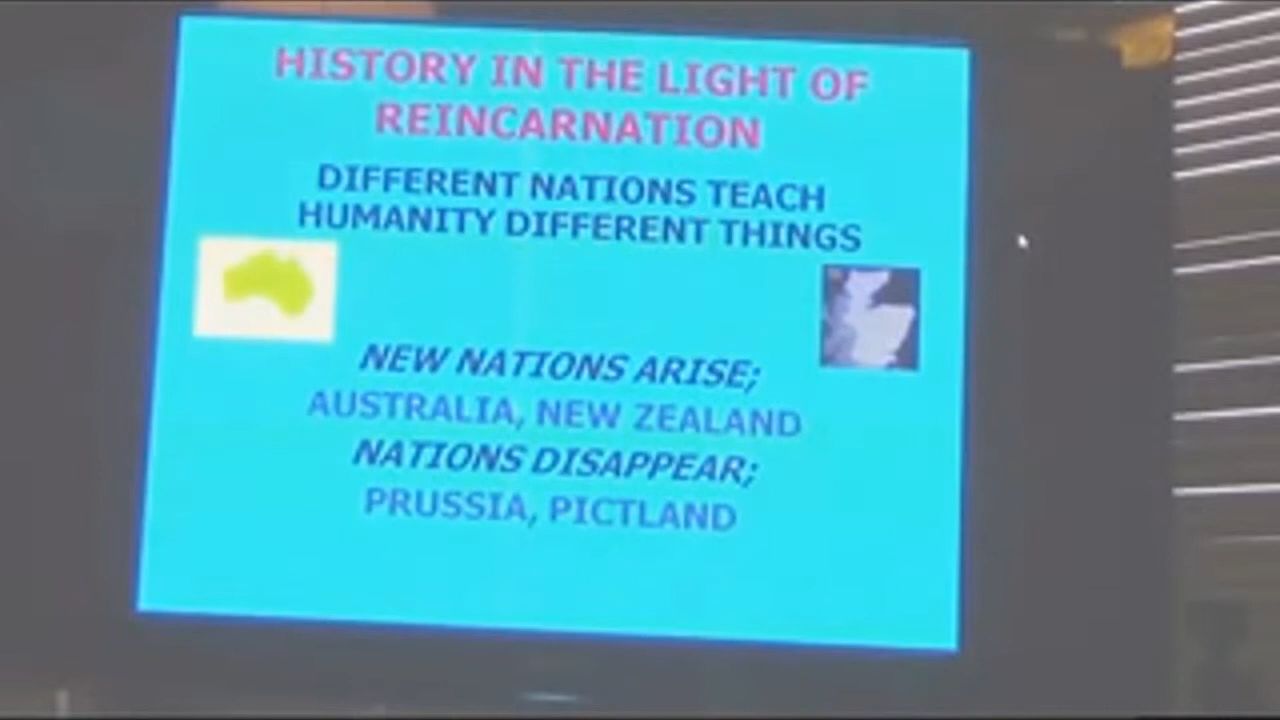 HISTORY IN THE LIGHT OF
REINCARNATION
DIFFERENT NATIONS TEACH
HUMANITY DIFFERENT THINGS
NEW NATIONS ARISE;
AUSTRALIA, NEW ZEALAND
NATIONS DISAPPEAR;
PRUSSIA, PICTLAND